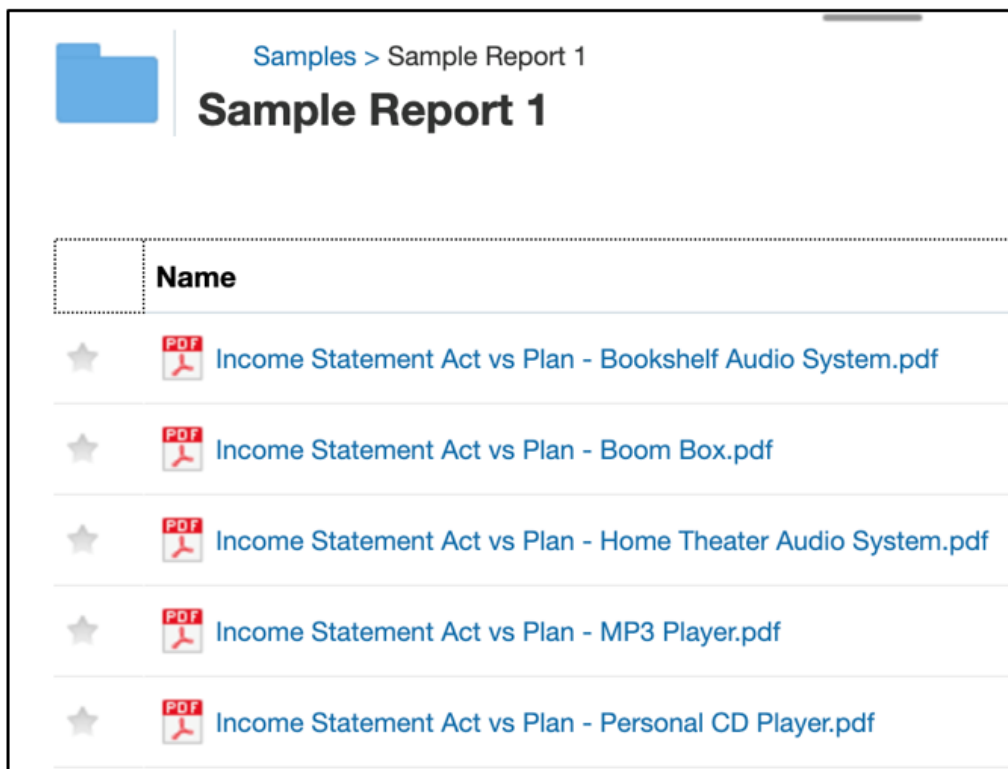 Samples > Sample Report 1
Sample Report 1
Name
PDF Income Statement Act vs Plan - Bookshelf Audio System.pdf
PDF Income Statement Act vs Plan - Boom Box.pdf
PDF Income Statement Act vs Plan - Home Theater Audio System.pdf
PDF Income Statement Act vs Plan - MP3 Player.pdf
PDF Income Statement Act vs Plan - Personal CD Player.pdf